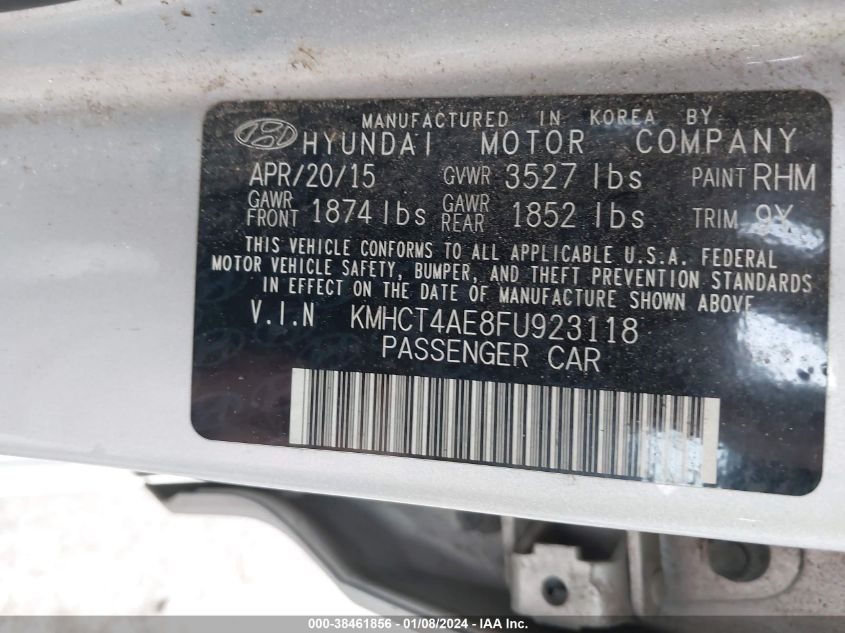 MANUFACTURED IN KOREA BY
HYUNDAI MOTOR COMPANY
APR/20/15 GVWR 3527 lbs PAINT RHM
GAWR FRONT 1874 lbs GAWR REAR 1852 lbs TRIM 9Y
THIS VEHICLE CONFORMS TO ALL APPLICABLE U.S.A. FEDERAL
MOTOR VEHICLE SAFETY, BUMPER, AND THEFT PREVENTION STANDARDS
IN EFFECT ON THE DATE OF MANUFACTURE SHOWN ABOVE
V.I.N KMHCT4AE8FU923118
PASSENGER CAR
000-38461856 - 01/08/2024 - IAA Inc.